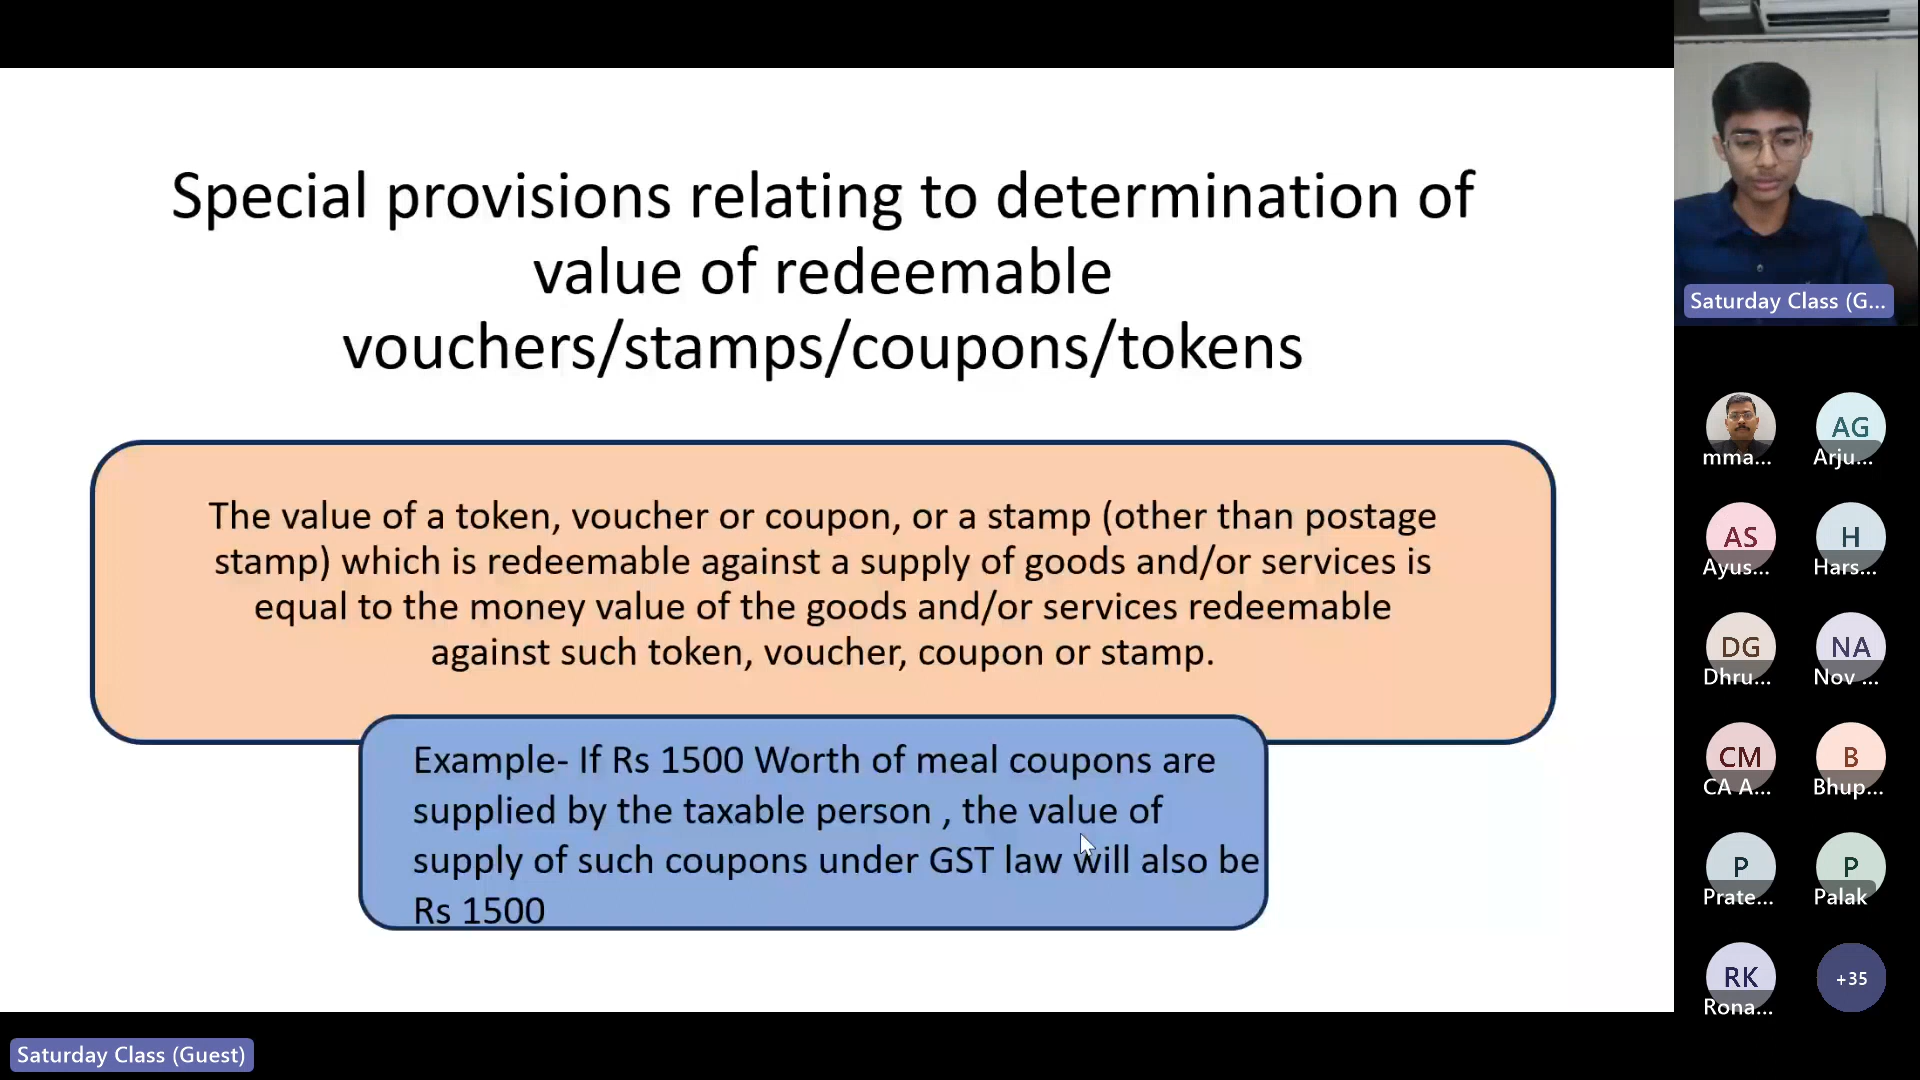 Special provisions relating to determination of
value of redeemable
vouchers/stamps/coupons/tokens
The value of a token, voucher or coupon, or a stamp (other than postage
stamp) which is redeemable against a supply of goods and/or services is
equal to the money value of the goods and/or services redeemable
against such token, voucher, coupon or stamp.
Example- If Rs 1500 Worth of meal coupons are
supplied by the taxable person , the value of
supply of such coupons under GST law will also be
Rs 1500
Saturday Class (G...
mma...
AG
Arju...
AS
Ayus...
H
Hars...
DG
Dhru...
NA
Nov ...
CM
CA A...
B
Bhup...
P
Prate...
P
Palak
RK
Rona...
+35
Saturday Class (Guest)